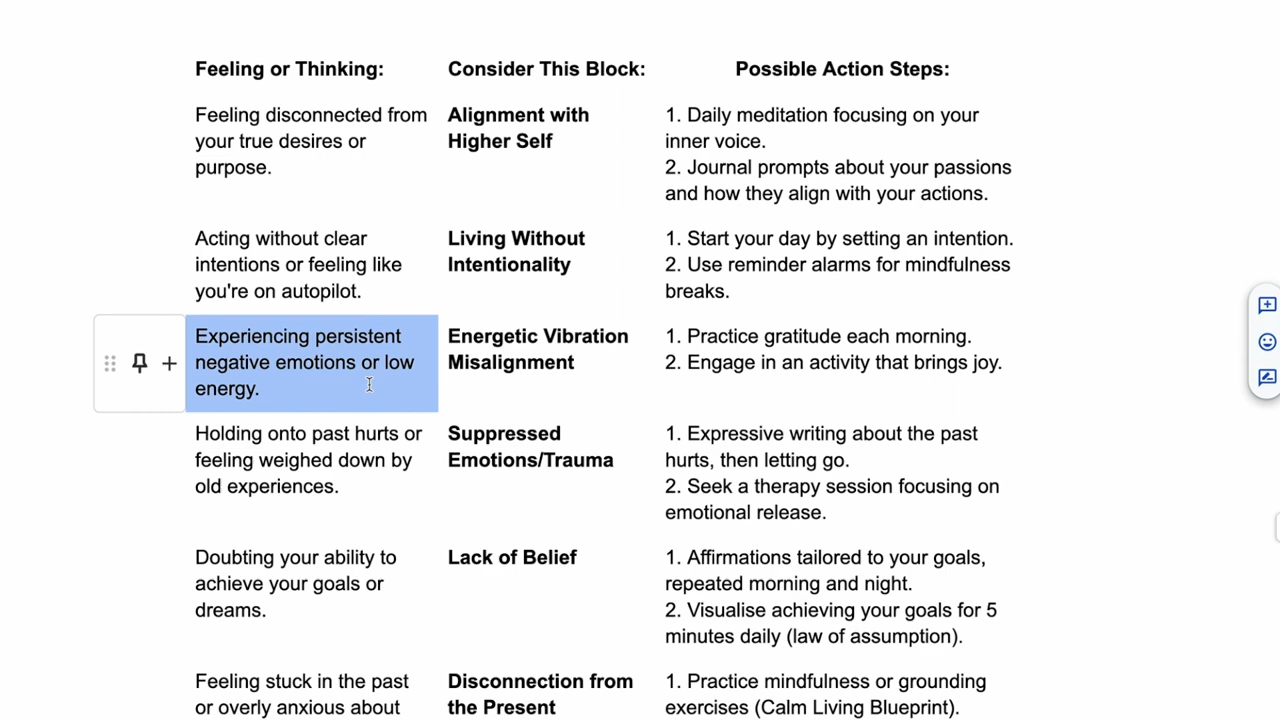 Feeling or Thinking: Consider This Block: Possible Action Steps:
Feeling disconnected from
your true desires or
purpose.
Alignment with
Higher Self
1. Daily meditation focusing on your
inner voice.
2. Journal prompts about your passions
and how they align with your actions.
Acting without clear
intentions or feeling like
you're on autopilot.
Living Without
Intentionality
1. Start your day by setting an intention.
2. Use reminder alarms for mindfulness
breaks.
Experiencing persistent
negative emotions or low
energy.
Energetic Vibration
Misalignment
1. Practice gratitude each morning.
2. Engage in an activity that brings joy.
Holding onto past hurts or
feeling weighed down by
old experiences.
Suppressed
Emotions/Trauma
1. Expressive writing about the past
hurts, then letting go.
2. Seek a therapy session focusing on
emotional release.
Doubting your ability to
achieve your goals or
dreams.
Lack of Belief
1. Affirmations tailored to your goals,
repeated morning and night.
2. Visualise achieving your goals for 5
minutes daily (law of assumption).
Feeling stuck in the past
or overly anxious about
Disconnection from
the Present
1. Practice mindfulness or grounding
exercises (Calm Living Blueprint).